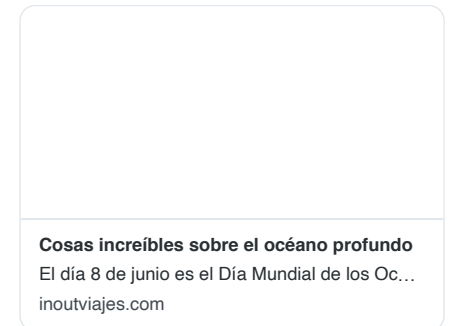 Cosas increíbles sobre el océano profundo
El día 8 de junio es el Día Mundial de los Oc…
inoutviajes.com